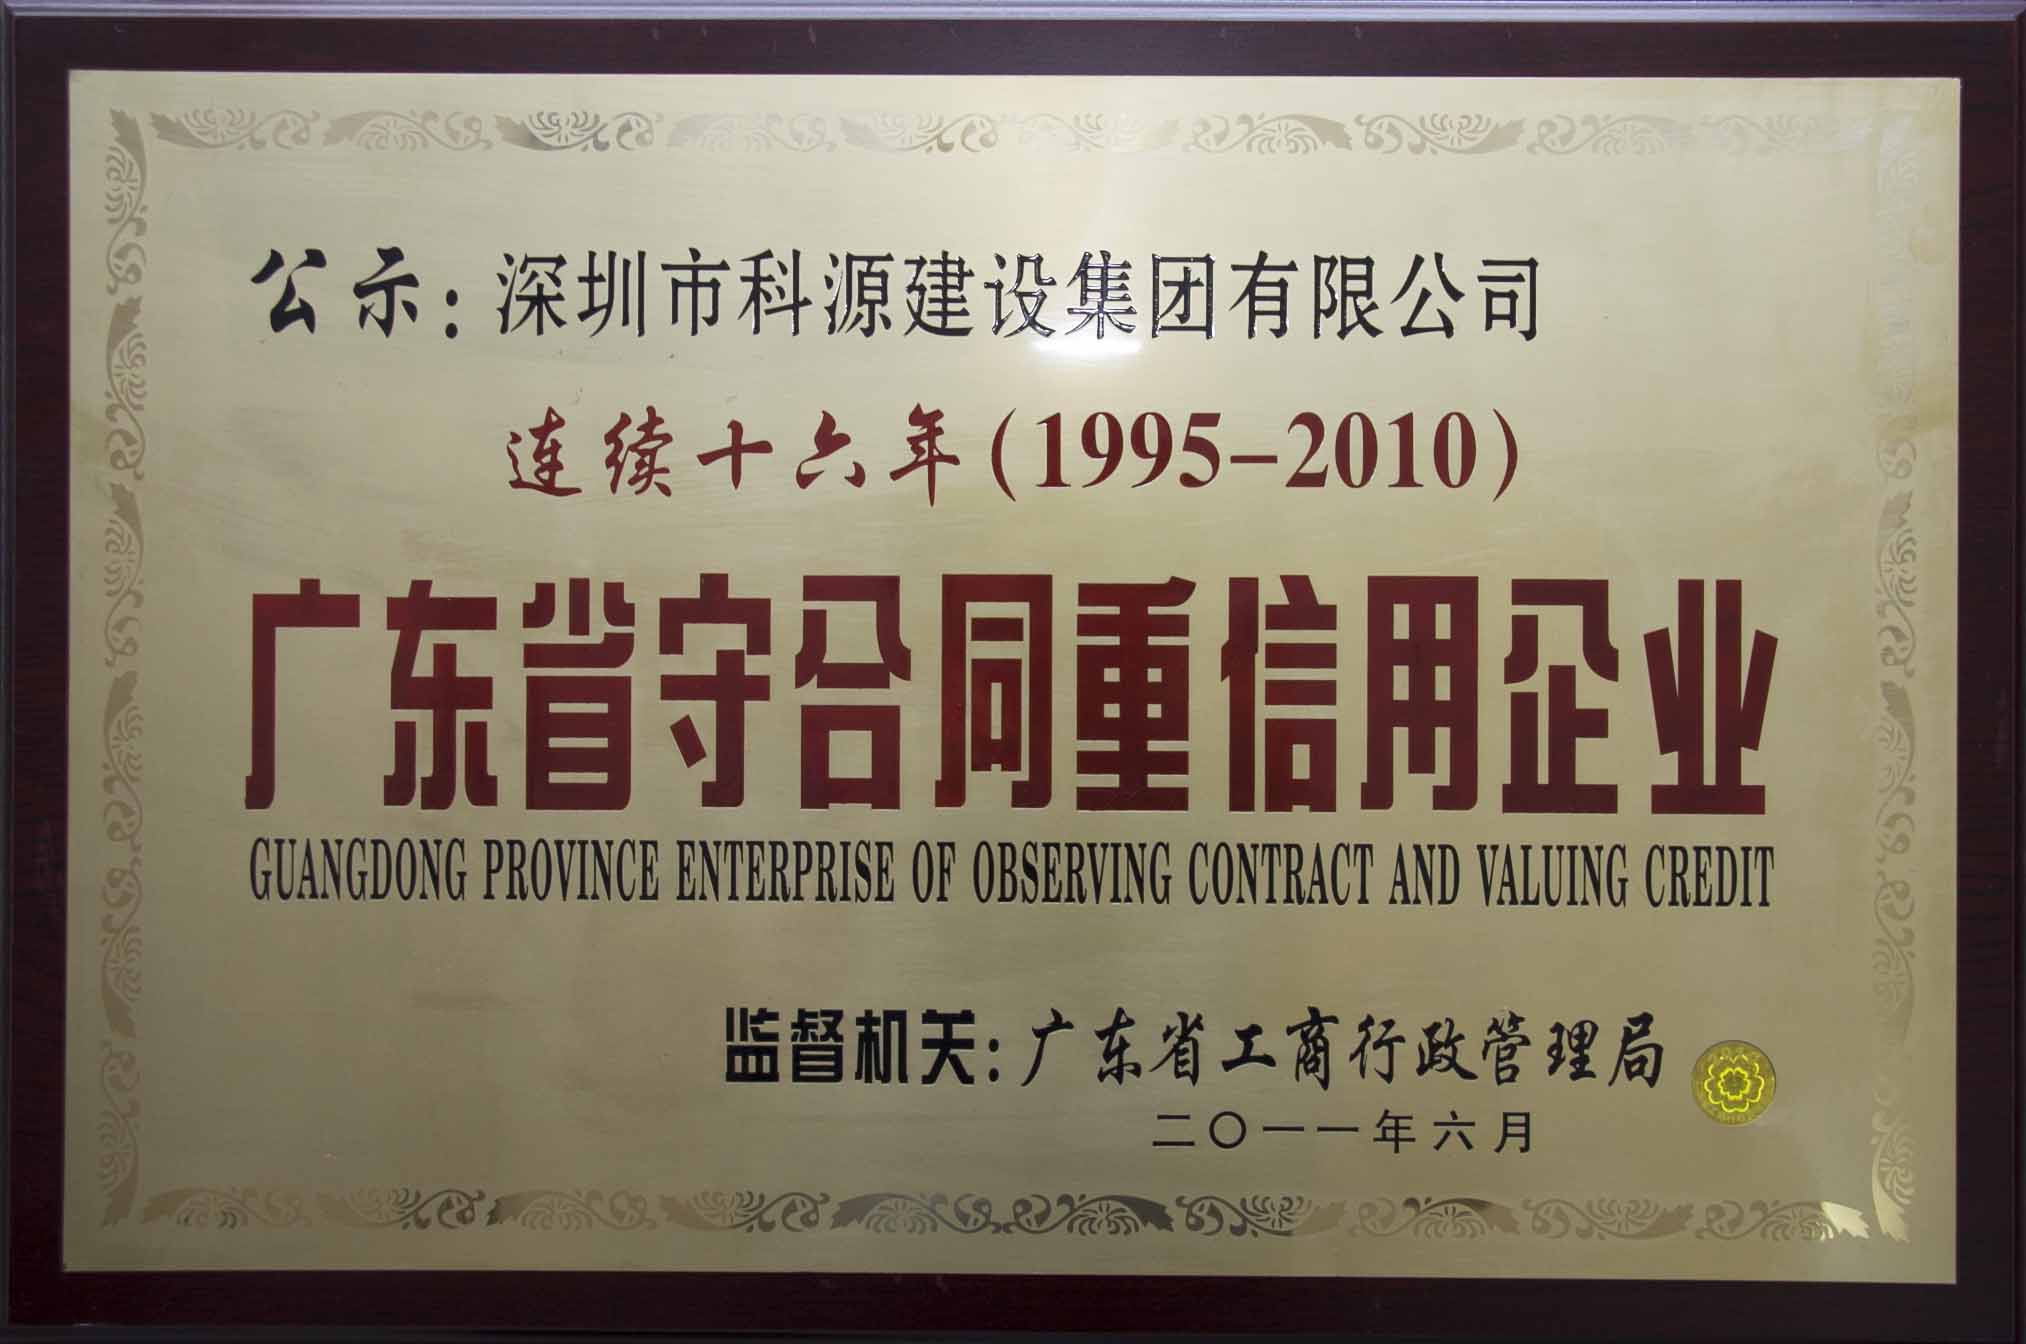 公示：深圳市科源建设集团有限公司
连续十六年(1995-2010)
广东省守合同重信用企业
GUANGDONG PROVINCE ENTERPRISE OF OBSERVING CONTRACT AND VALUING CREDIT
监督机关：广东省工商行政管理局
二〇一一年六月